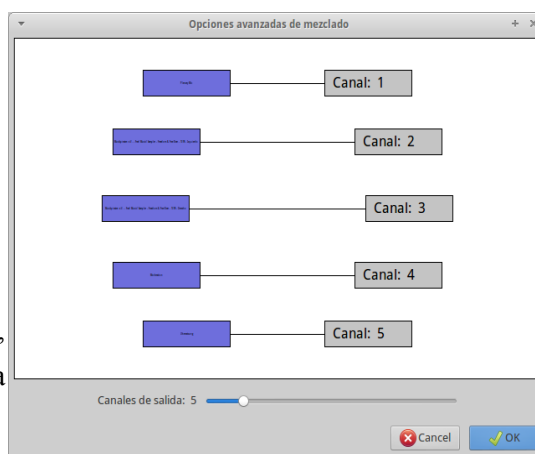 Opciones avanzadas de mezclado
Canal: 1
Canal: 2
Canal: 3
Canal: 4
Canal: 5
,
a
Canales de salida: 5
Cancel
OK